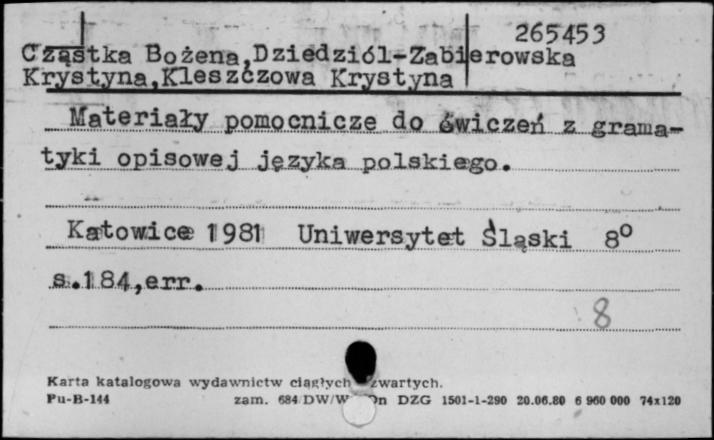 265453
Cząstka Bożena,Dziedziól-Zabierowska
Krystyna,Kleszczowa Krystyna
Materiały pomocnicze do ćwiczeń z grama-
tyki opisowej języka polskiego.
Katowice 1981 Uniwersytet Śląski 8°
s.184,err.
8
Karta katalogowa wydawnictw ciągłych zwartych.
Pu-B-144 zam. 684 DW/W DZG 1501-1-290 20.06.80 6 960 000 74x120